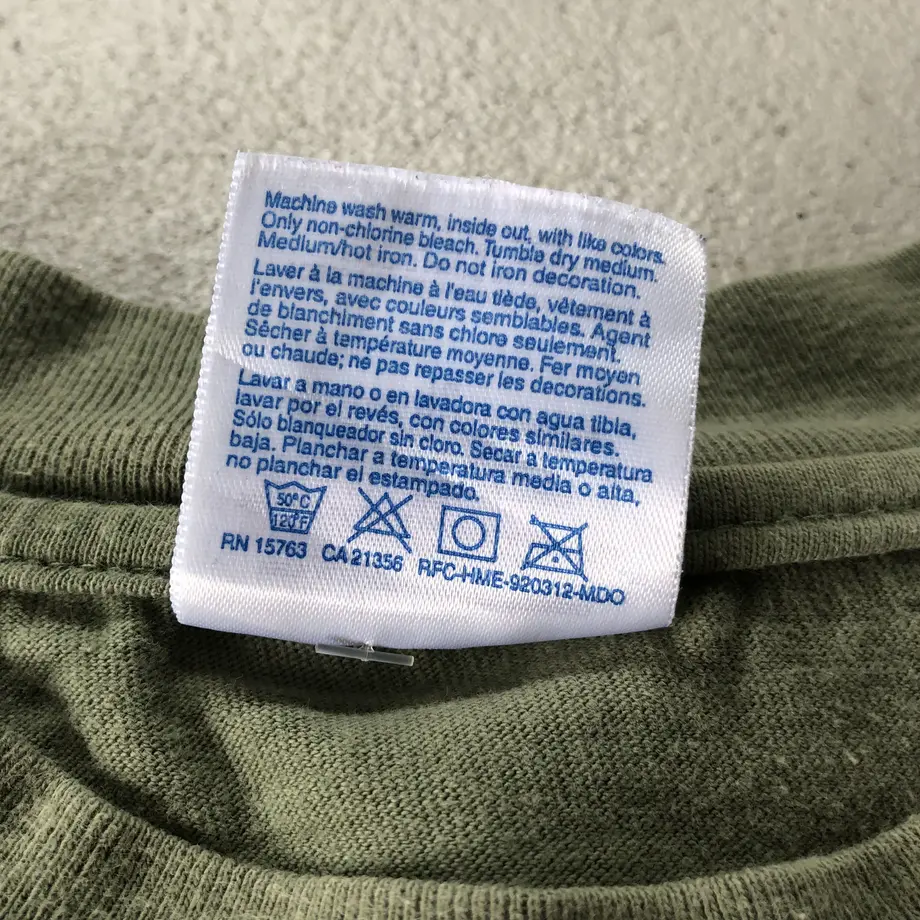 Machine wash warm, inside out, with like colors.
Only non-chlorine bleach. Tumble dry medium.
Medium/hot iron. Do not iron decoration.
Laver à la machine à l'eau tiède, vêtement à
l'envers, avec couleurs semblables. Agent
de blanchiment sans chlore seulement.
Sécher à température moyenne. Fer moyen
ou chaude; ne pas repasser les decorations.
Lavar a mano o en lavadora con agua tibia,
lavar por el revés, con colores similares.
Sólo blanqueador sin cloro. Secar a temperatura
baja. Planchar a temperatura media o alta,
no planchar el estampado.
50°C
120°F
RN 15763 CA 21356 RFC-HME-920312-MDO